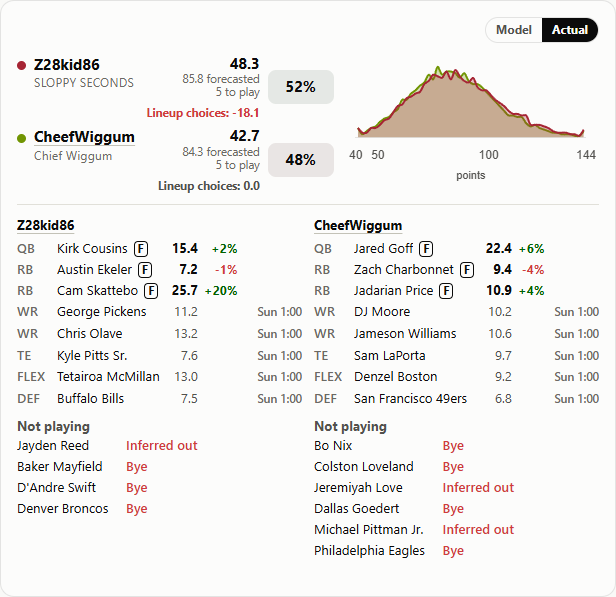 Model Actual
Z28kid86 48.3
SLOPPY SECONDS 85.8 forecasted
5 to play
52%
Lineup choices: -18.1
CheefWiggum 42.7
Chief Wiggum 84.3 forecasted
5 to play
48%
Lineup choices: 0.0
40 50 100 144
points
Z28kid86
QB Kirk Cousins F 15.4 +2%
RB Austin Ekeler F 7.2 -1%
RB Cam Skattebo F 25.7 +20%
WR George Pickens 11.2 Sun 1:00
WR Chris Olave 13.2 Sun 1:00
TE Kyle Pitts Sr. 7.6 Sun 1:00
FLEX Tetairoa McMillan 13.0 Sun 1:00
DEF Buffalo Bills 7.5 Sun 1:00
Not playing
Jayden Reed Inferred out
Baker Mayfield Bye
D'Andre Swift Bye
Denver Broncos Bye
CheefWiggum
QB Jared Goff F 22.4 +6%
RB Zach Charbonnet F 9.4 -4%
RB Jadarian Price F 10.9 +4%
WR DJ Moore 10.2 Sun 1:00
WR Jameson Williams 10.6 Sun 1:00
TE Sam LaPorta 9.7 Sun 1:00
FLEX Denzel Boston 9.2 Sun 1:00
DEF San Francisco 49ers 6.8 Sun 1:00
Not playing
Bo Nix Bye
Colston Loveland Bye
Jeremiyah Love Inferred out
Dallas Goedert Bye
Michael Pittman Jr. Inferred out
Philadelphia Eagles Bye